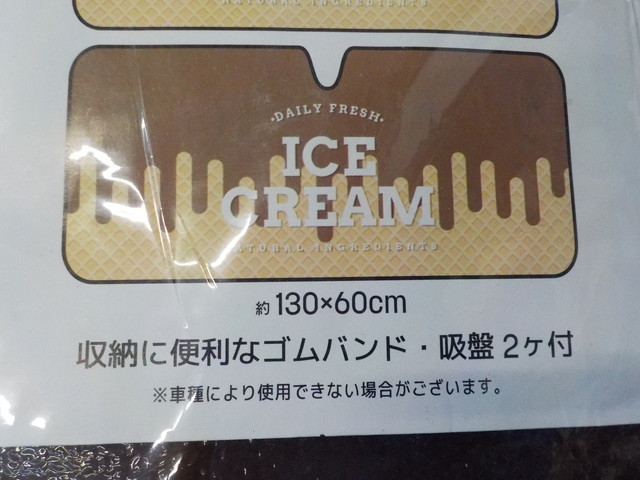 NATURAL INGREDIENTS
·DAILY FRESH·
ICE
CREAM
NATURAL INGREDIENTS
約130×60cm
収納に便利なゴムバンド・吸盤2ヶ付
※車種により使用できない場合がございます。